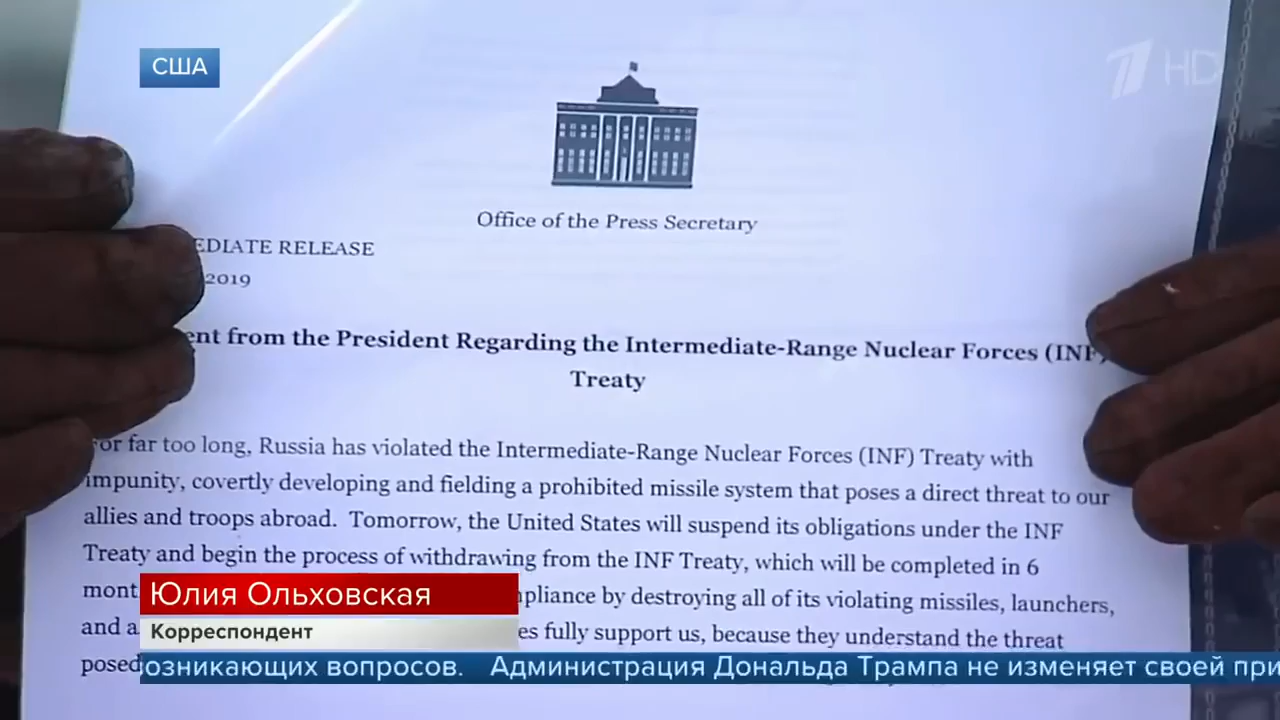 США
HD
Office of the Press Secretary
EDIATE RELEASE
2019
ent from the President Regarding the Intermediate-Range Nuclear Forces (INF)
Treaty
or far too long, Russia has violated the Intermediate-Range Nuclear Forces (INF) Treaty with
impunity, covertly developing and fielding a prohibited missile system that poses a direct threat to our
allies and troops abroad. Tomorrow, the United States will suspend its obligations under the INF
Treaty and begin the process of withdrawing from the INF Treaty, which will be completed in 6
mont
pliance by destroying all of its violating missiles, launchers,
Юлия Ольховская
and a
es fully support us, because they understand the threat
Корреспондент
posed
озникающих вопросов. Администрация Дональда Трампа не изменяет своей при